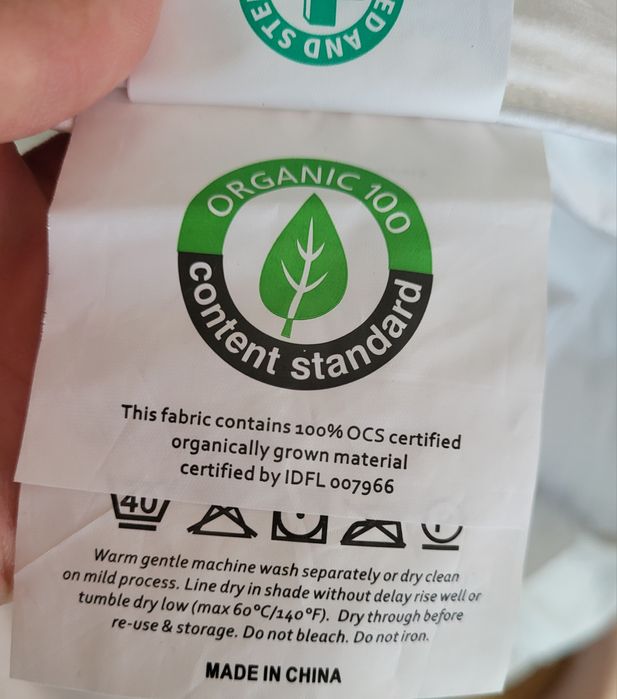 ED AND STE
ORGANIC 100
content standard
This fabric contains 100% OCS certified
organically grown material
certified by IDFL 007966
40
P
Warm gentle machine wash separately or dry clean
on mild process. Line dry in shade without delay rise well or
tumble dry low (max 60°C/140°F). Dry through before
re-use & storage. Do not bleach. Do not iron.
MADE IN CHINA